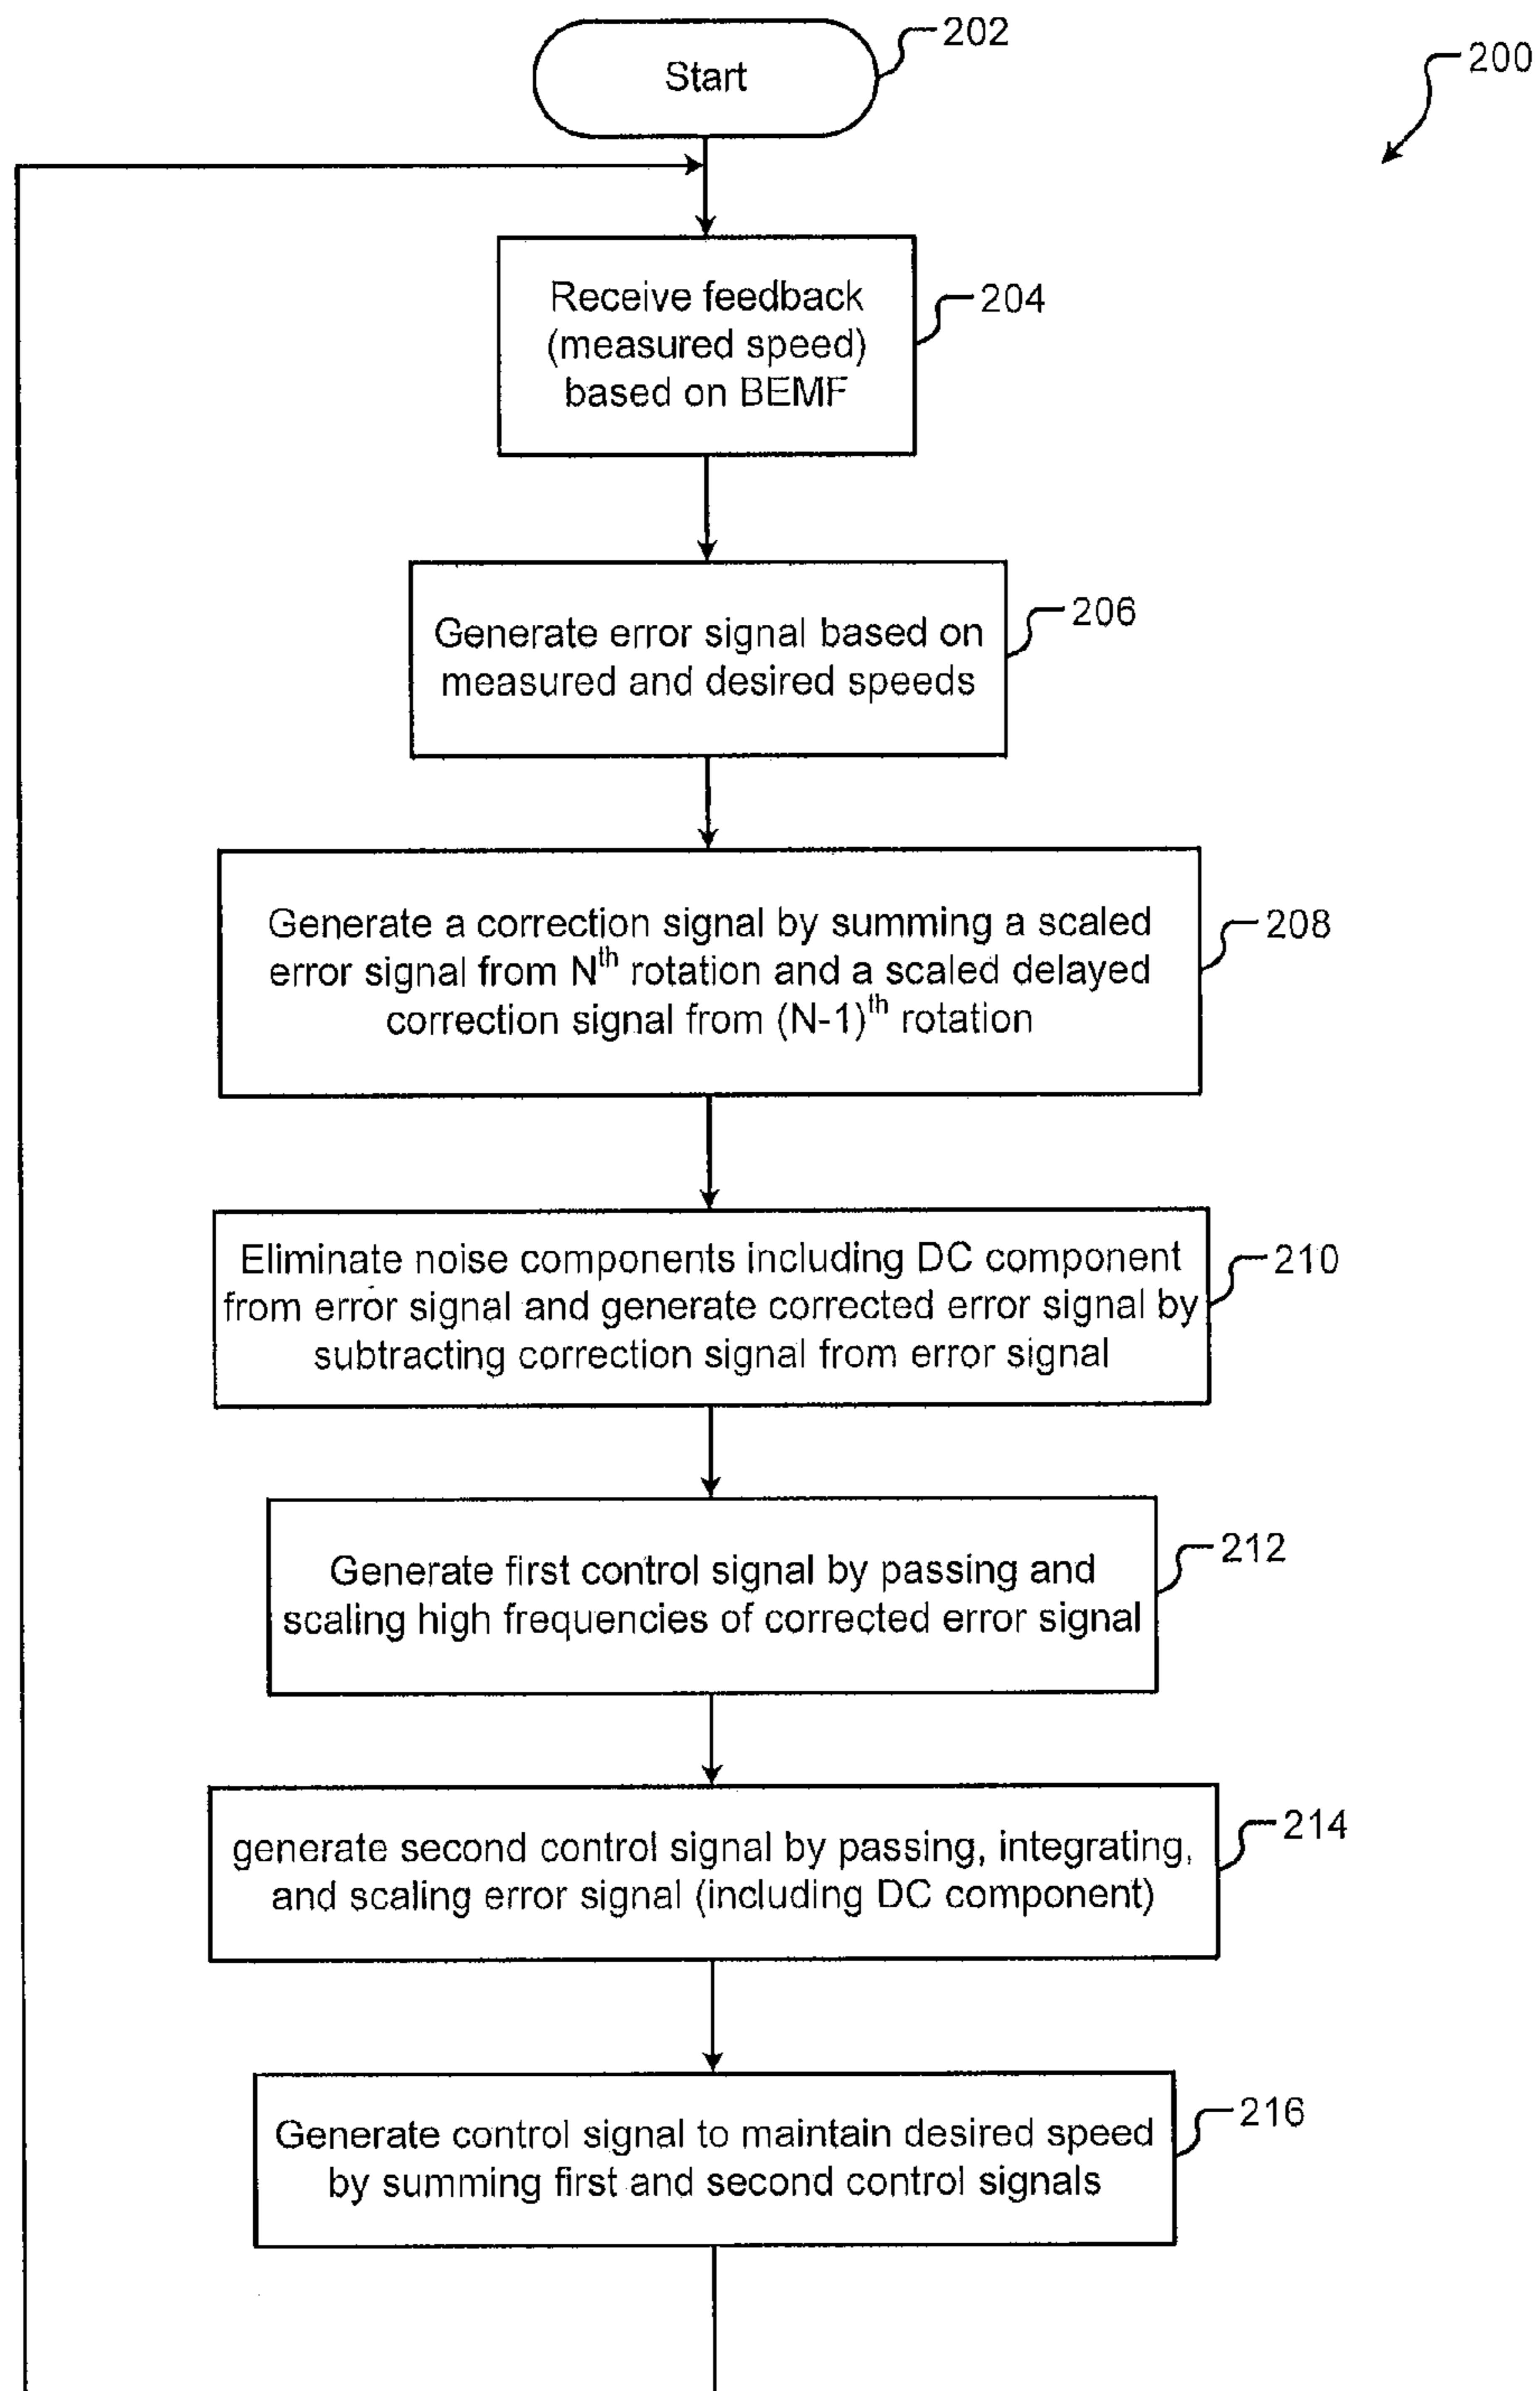 202
200
Start
Receive feedback
(measured speed)
based on BEMF
204
Generate error signal based on
measured and desired speeds
206
Generate a correction signal by summing a scaled
error signal from Nth rotation and a scaled delayed
correction signal from (N-1)th rotation
208
Eliminate noise components including DC component
from error signal and generate corrected error signal by
subtracting correction signal from error signal
210
Generate first control signal by passing and
scaling high frequencies of corrected error signal
212
generate second control signal by passing, integrating,
and scaling error signal (including DC component)
214
Generate control signal to maintain desired speed
by summing first and second control signals
216